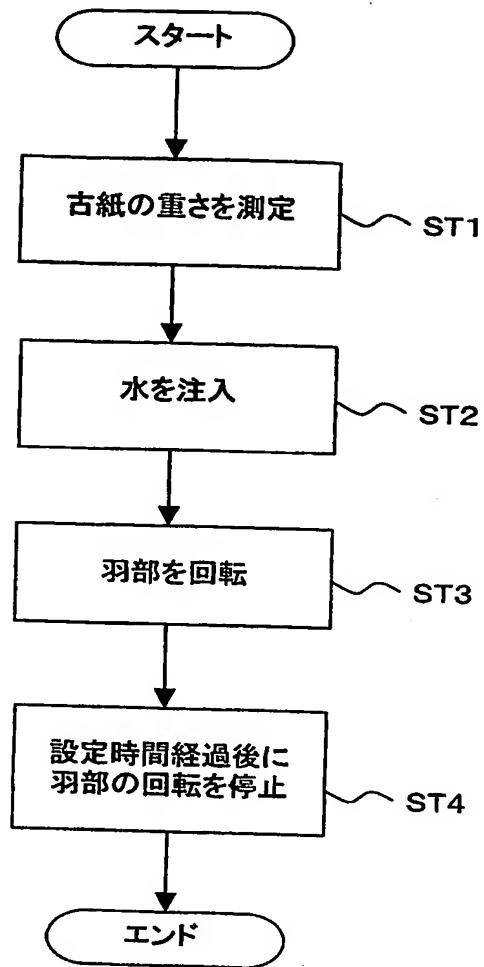 スタート
古紙の重さを測定
ST1
水を注入
ST2
羽部を回転
ST3
設定時間経過後に
羽部の回転を停止
ST4
エンド